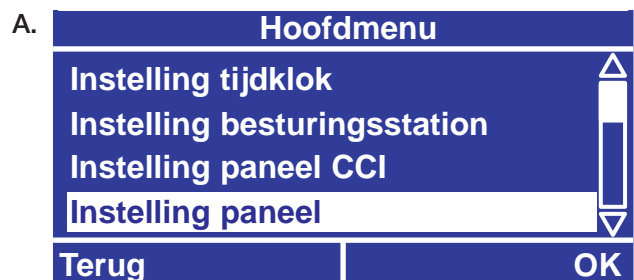 A.
Hoofdmenu
Instelling tijdklok
Instelling besturingsstation
Instelling paneel CCI
Instelling paneel
Terug OK